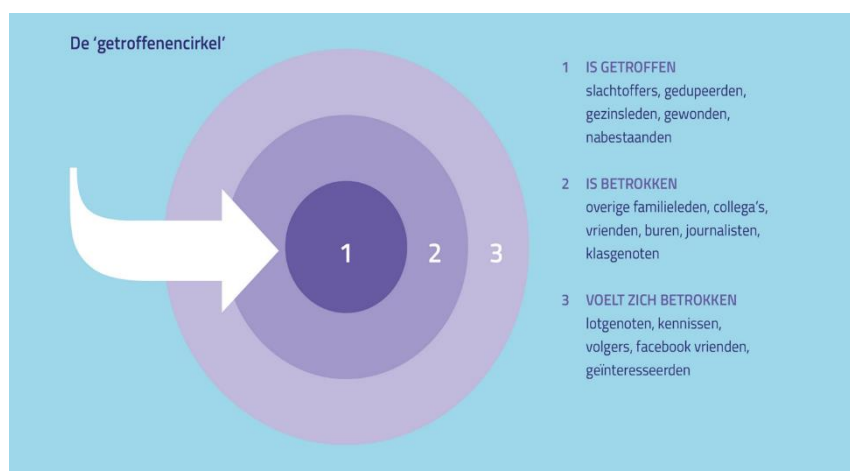 De ‘getroffenencirkel’
1
2
3
1 IS GETROFFEN
slachtoffers, gedupeerden,
gezinsleden, gewonden,
nabestaanden
2 IS BETROKKEN
overige familieleden, collega’s,
vrienden, buren, journalisten,
klasgenoten
3 VOELT ZICH BETROKKEN
lotgenoten, kennissen,
volgers, facebook vrienden,
geïnteresseerden